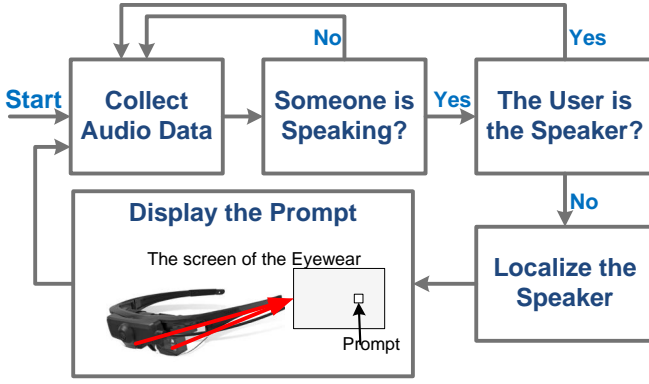 No
Yes
Start
Collect
Audio Data
Someone is
Speaking?
Yes
The User is
the Speaker?
No
Display the Prompt
The screen of the Eyewear
Prompt
Localize the
Speaker